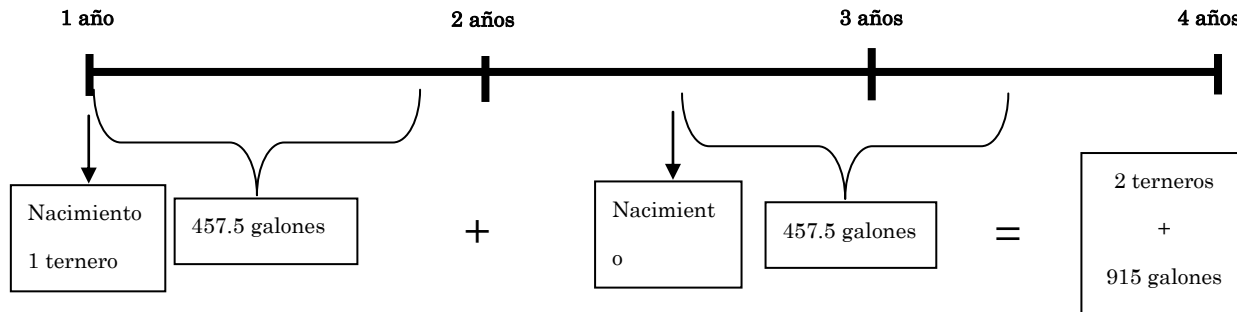 1 año
2 años
3 años
4 años
Nacimiento
1 ternero
457.5 galones
+
Nacimient
o
457.5 galones
=
2 terneros
+
915 galones